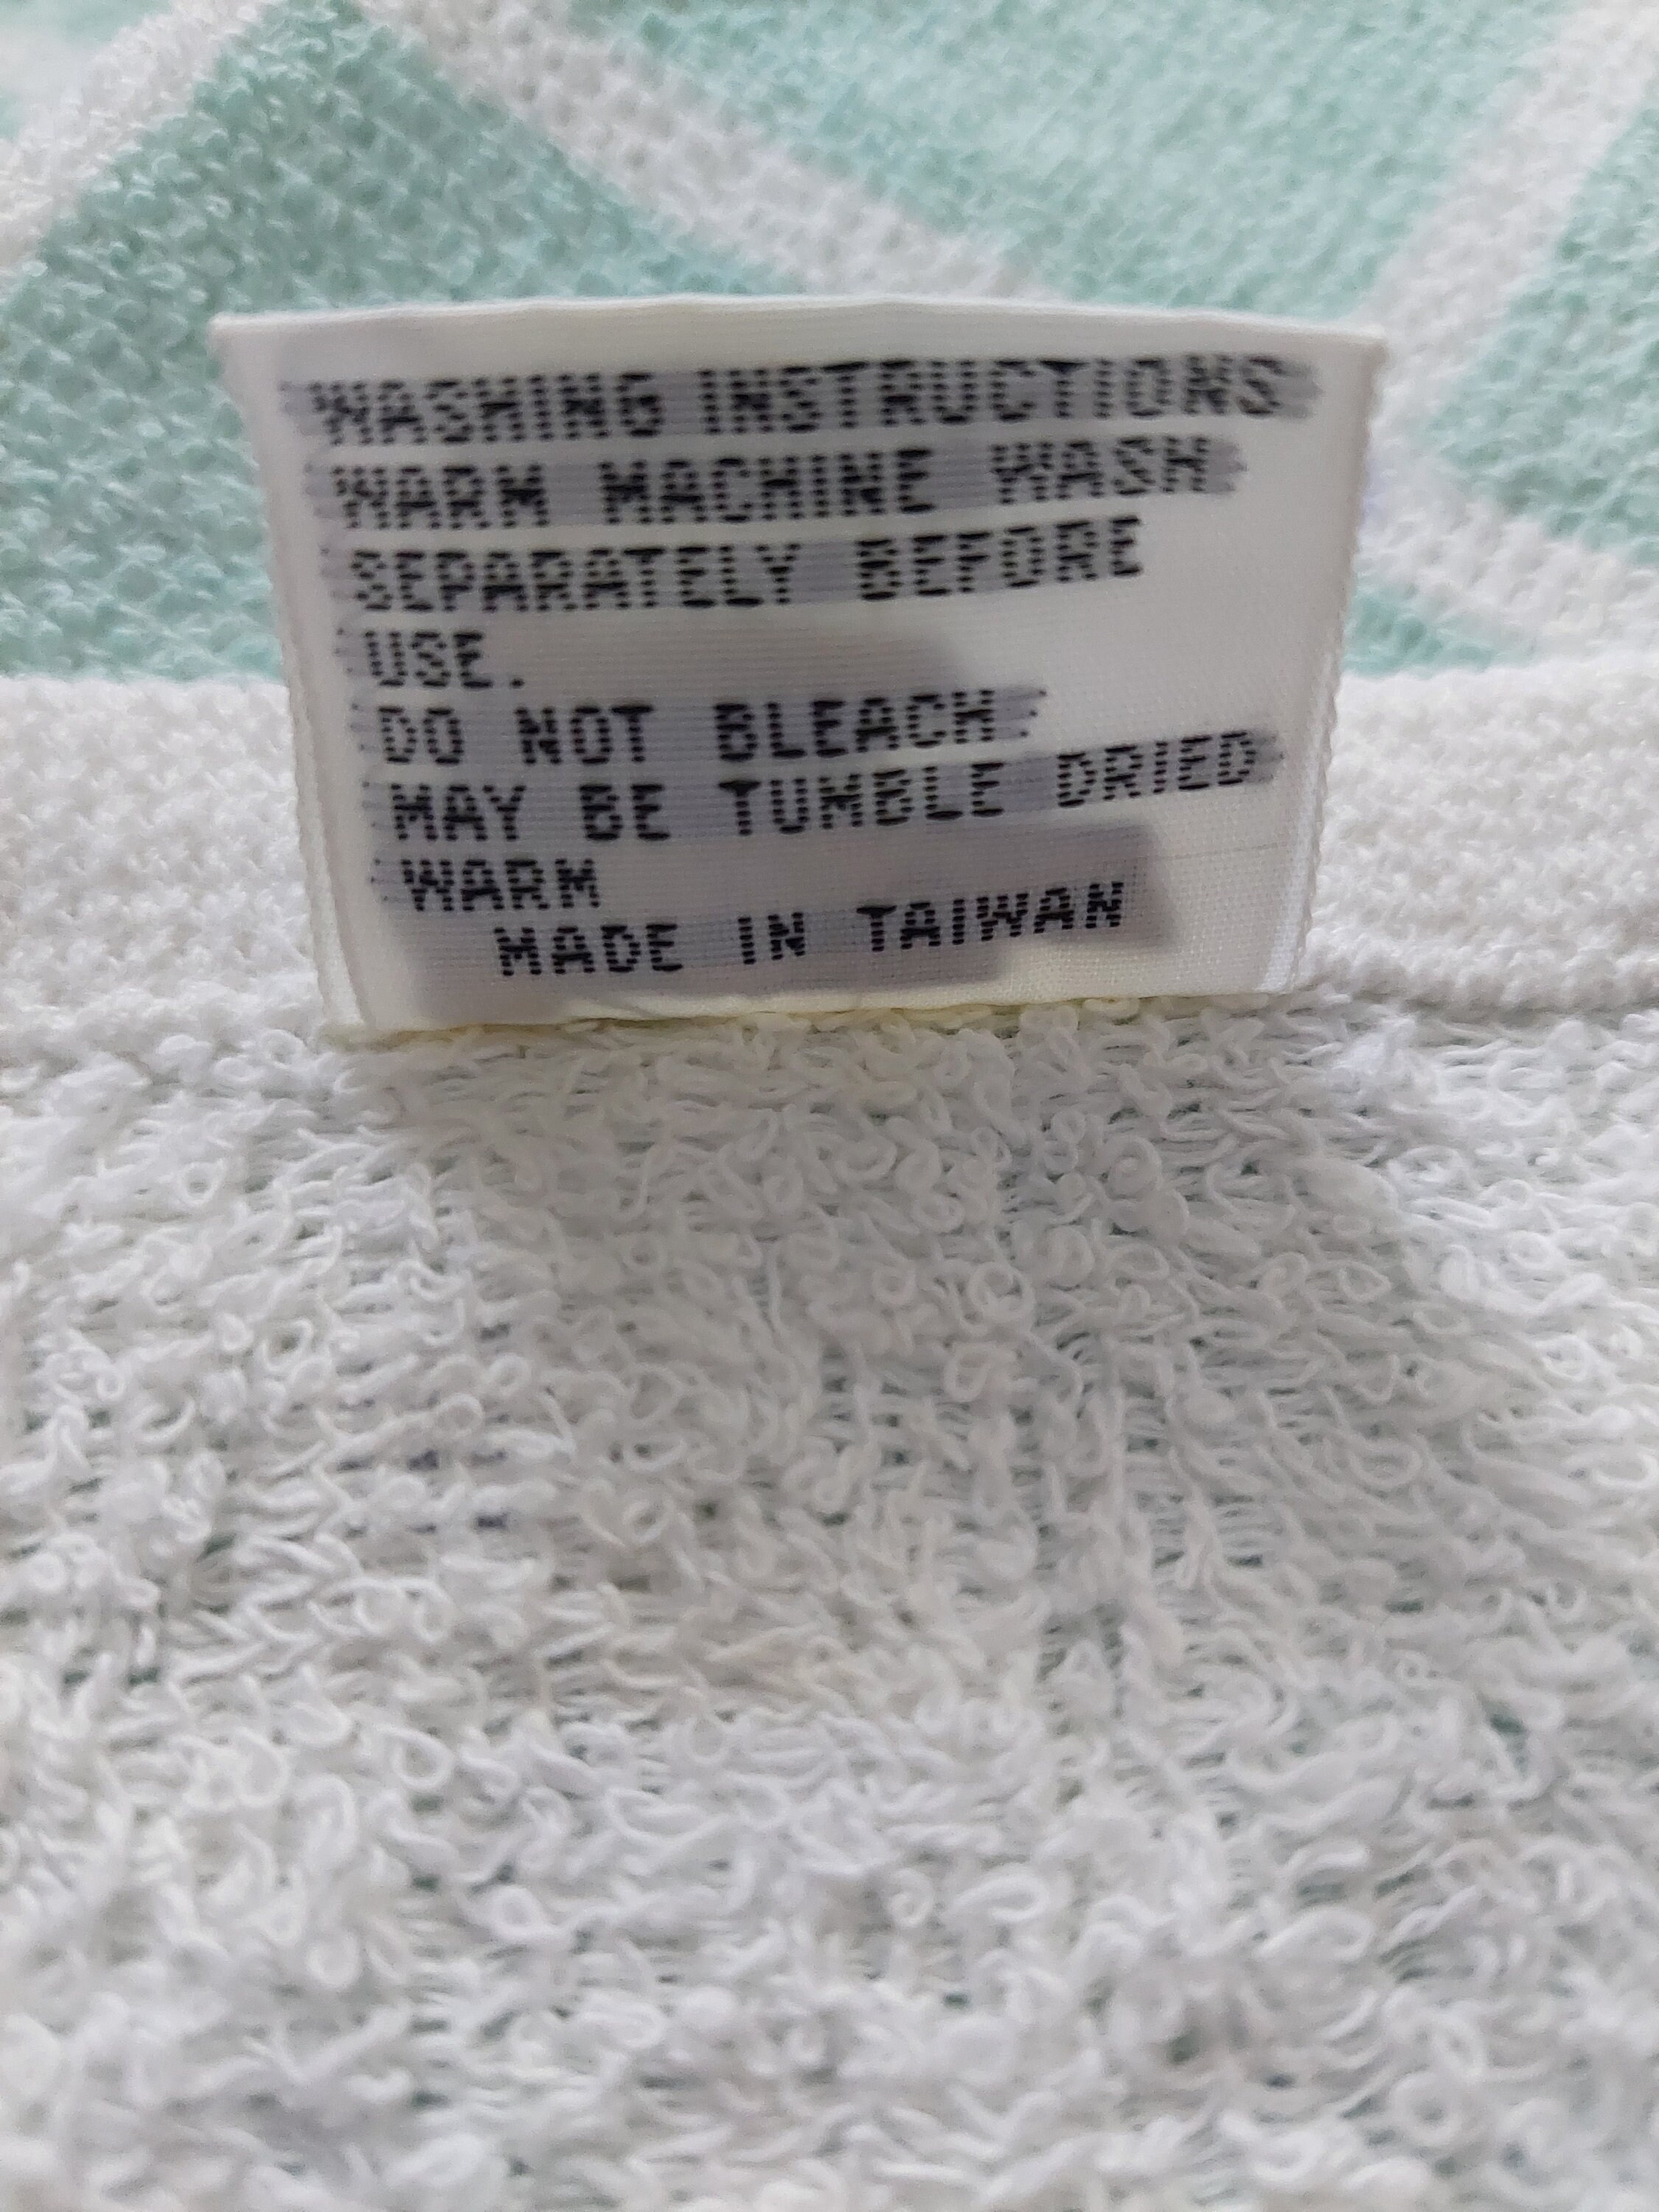 WASHING INSTRUCTIONS
WARM MACHINE WASH
SEPARATELY BEFORE
USE.
DO NOT BLEACH
MAY BE TUMBLE DRIED
WARM
MADE IN TAIWAN